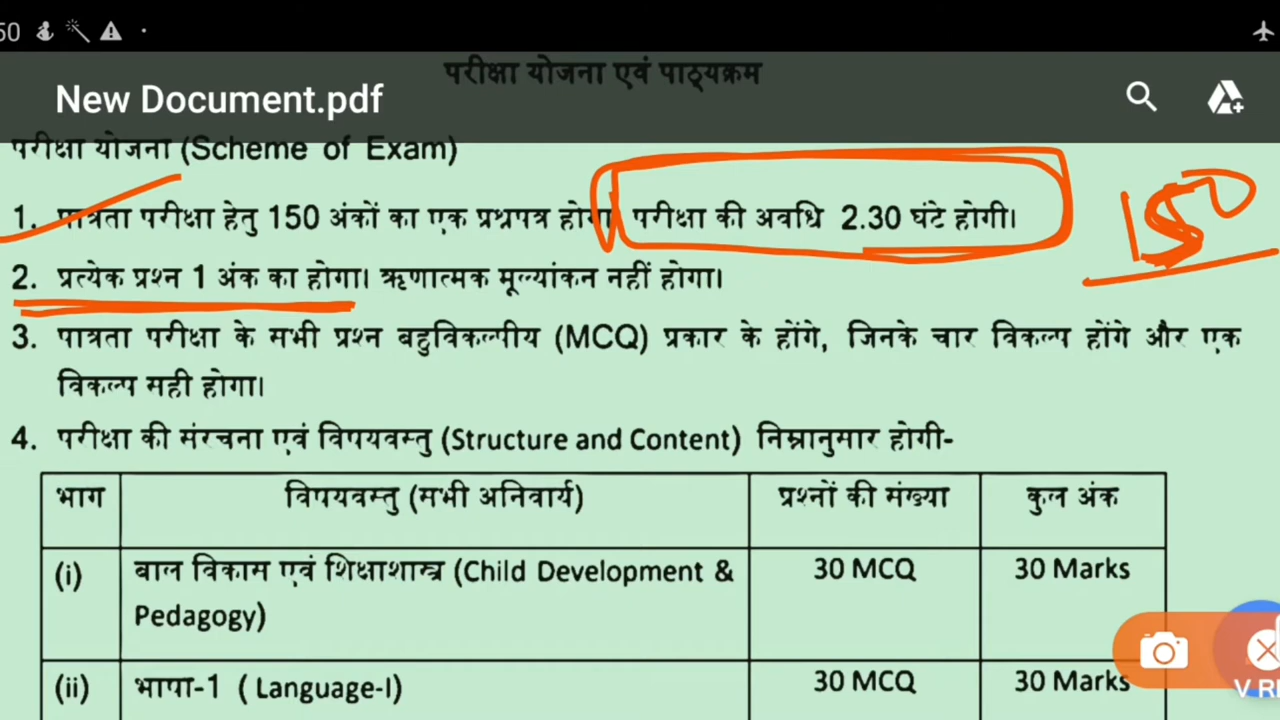 50
परीक्षा योजना एवं पाठ्यक्रम
New Document.pdf
परीक्षा योजना (Scheme of Exam)
1. पात्रता परीक्षा हेतु 150 अंकों का एक प्रश्नपत्र होगा परीक्षा की अवधि 2.30 घंटे होगी।
150
2. प्रत्येक प्रश्न 1 अंक का होगा। ऋणात्मक मूल्यांकन नहीं होगा।
3. पात्रता परीक्षा के सभी प्रश्न बहुविकल्पीय (MCQ) प्रकार के होंगे, जिनके चार विकल्प होंगे और एक
विकल्प सही होगा।
4. परीक्षा की संरचना एवं विषयवस्तु (Structure and Content) निम्नानुसार होगी-
भाग विषयवस्तु (सभी अनिवार्य) प्रश्नों की संख्या कुल अंक
(i) बाल विकास एवं शिक्षाशास्त्र (Child Development & 30 MCQ 30 Marks
Pedagogy)
(ii) भाषा-1 ( Language-I) 30 MCQ 30 Marks
V RE